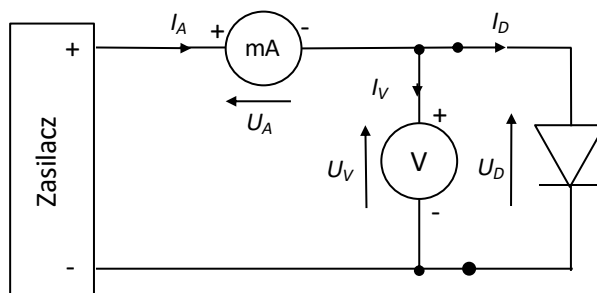 I_A
I_D
+
+
-
mA
I_V
U_A
+
Zasilacz
U_V
V
U_D
-
-